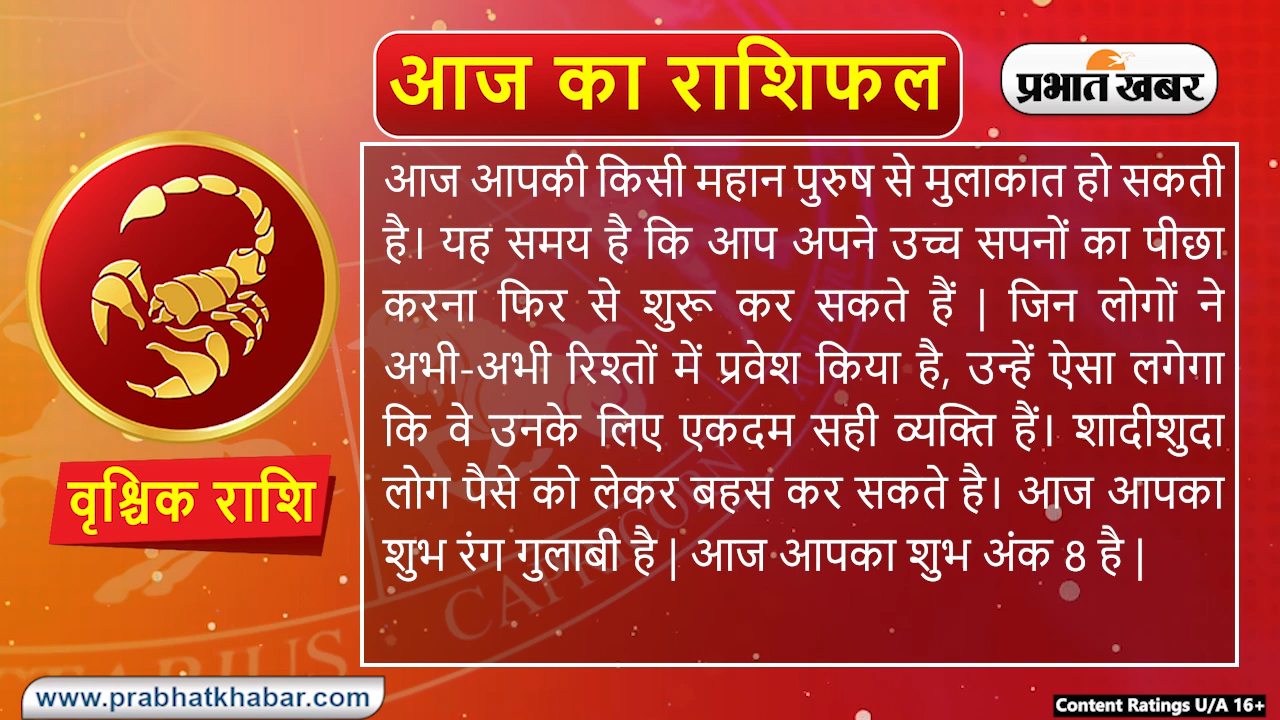 आज का राशिफल
प्रभात खबर
आज आपकी किसी महान पुरुष से मुलाकात हो सकती
है। यह समय है कि आप अपने उच्च सपनों का पीछा
करना फिर से शुरू कर सकते हैं | जिन लोगों ने
अभी-अभी रिश्तों में प्रवेश किया है, उन्हें ऐसा लगेगा
कि वे उनके लिए एकदम सही व्यक्ति हैं। शादीशुदा
लोग पैसे को लेकर बहस कर सकते है। आज आपका
शुभ रंग गुलाबी है | आज आपका शुभ अंक 8 है |
वृश्चिक राशि
CAPRICORN
TARIUS
www.prabhatkhabar.com
Content Ratings U/A 16+